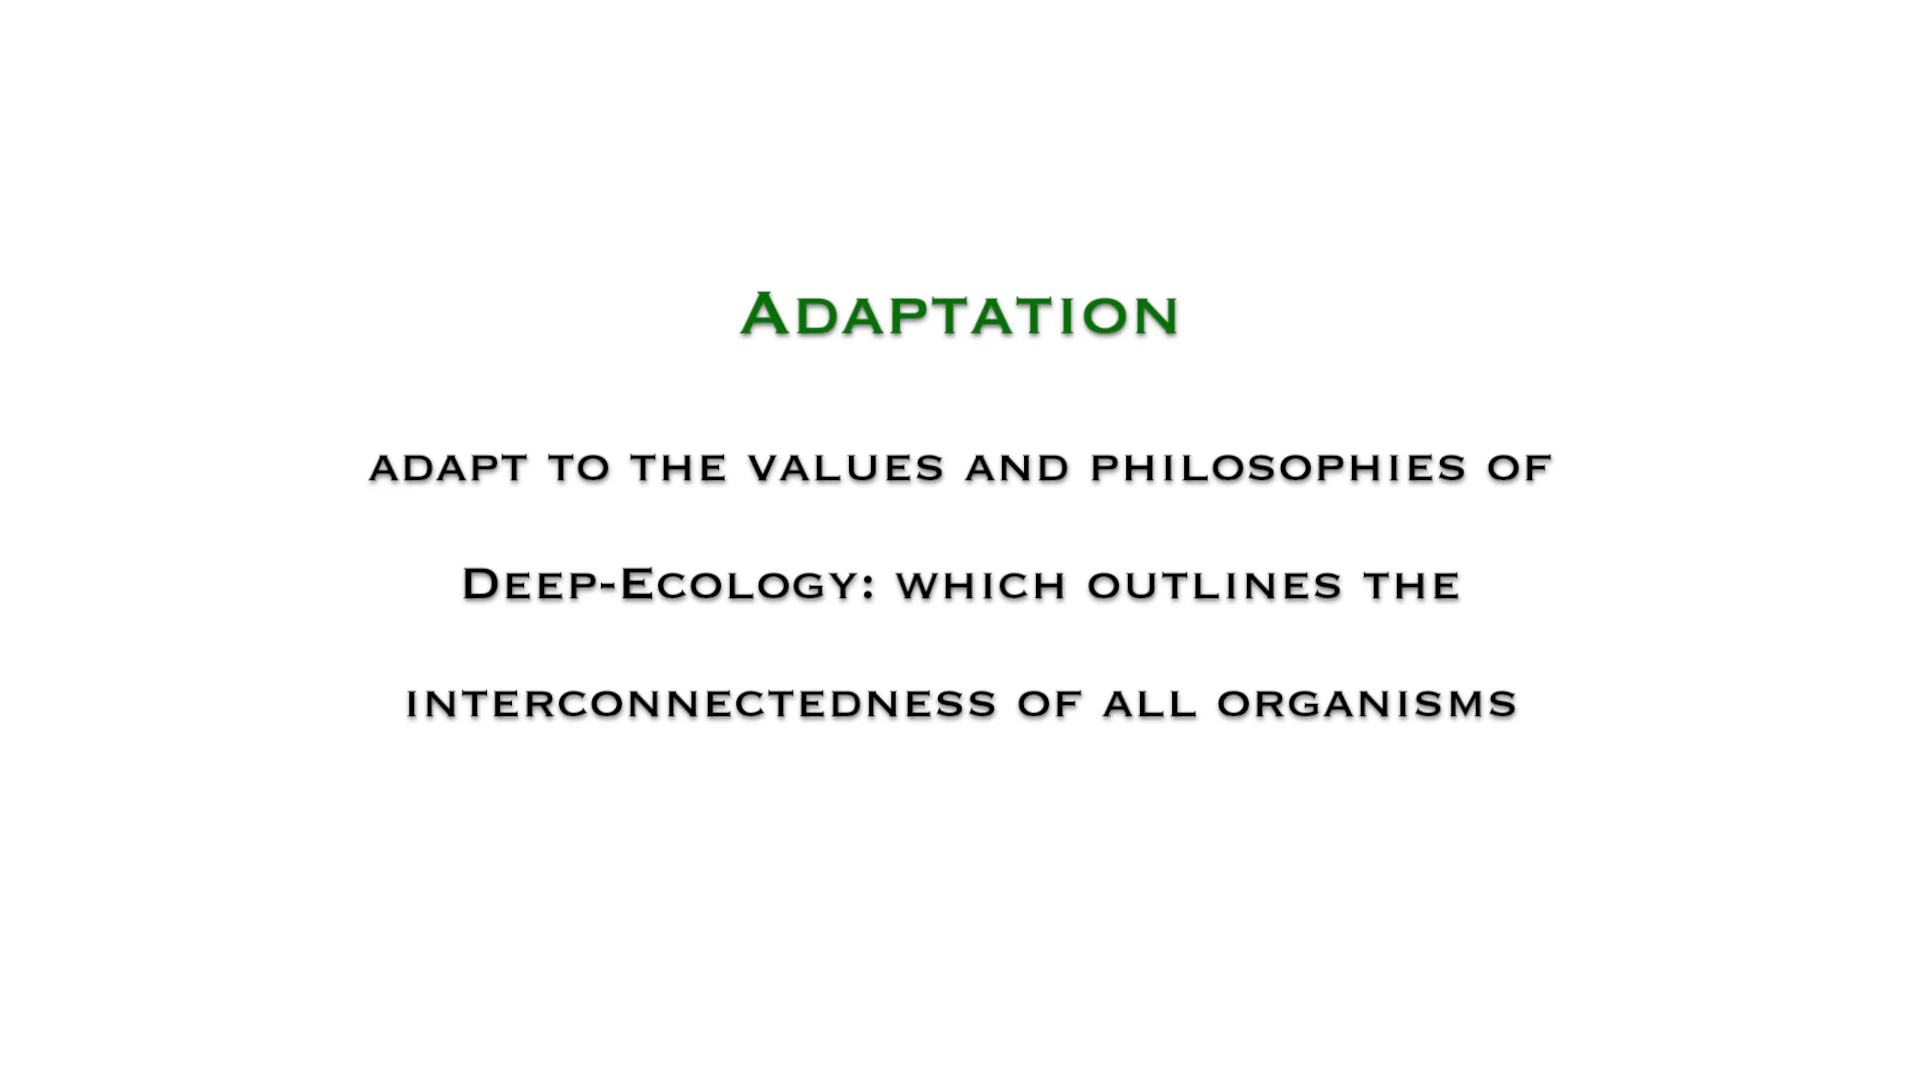 Adaptation
adapt to the values and philosophies of
Deep-Ecology: which outlines the
interconnectedness of all organisms